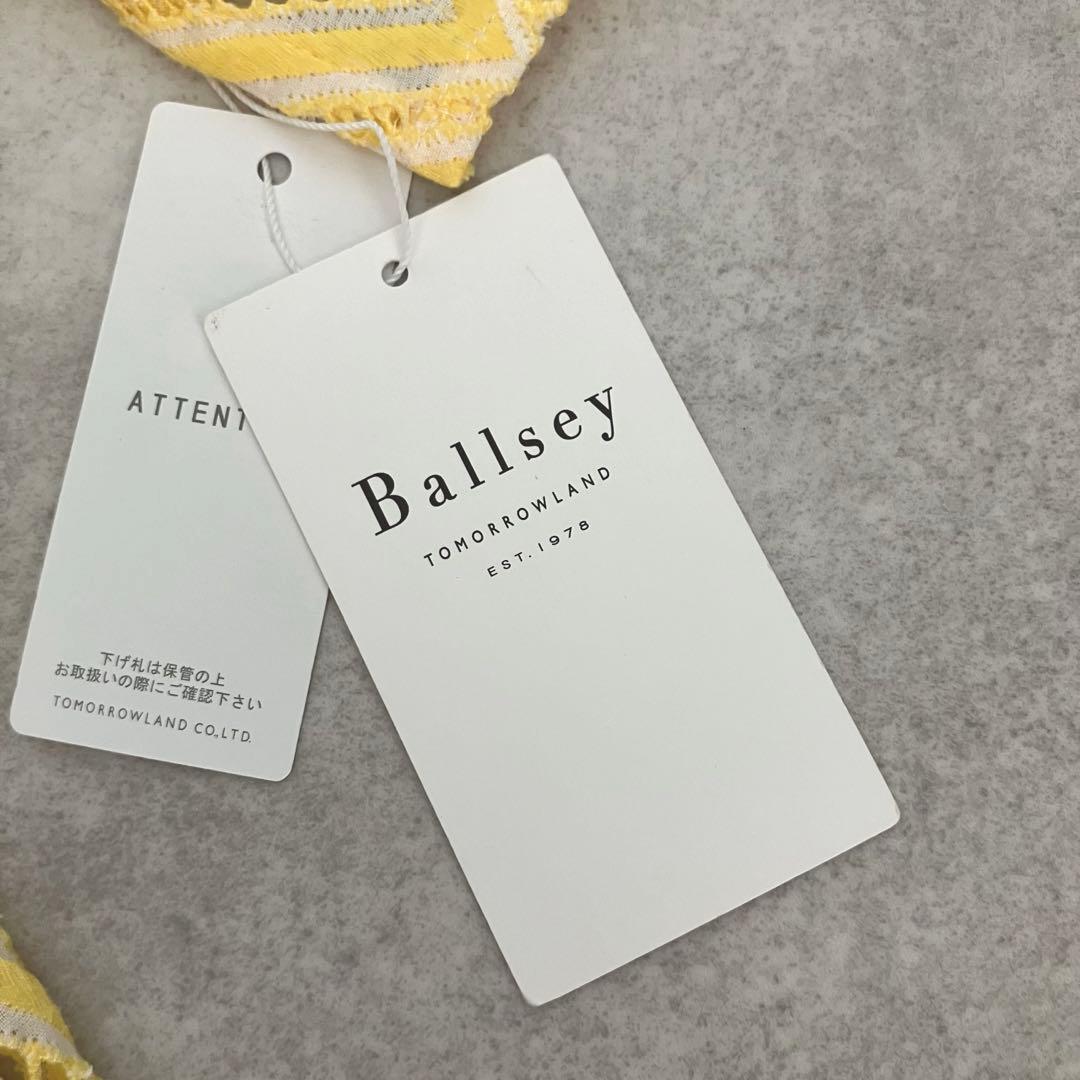 ATTENT
下げ札は保管の上
お取扱いの際にご確認下さい
TOMORROWLAND CO.,LTD.
Ballsey
TOMORROWLAND
EST.1978